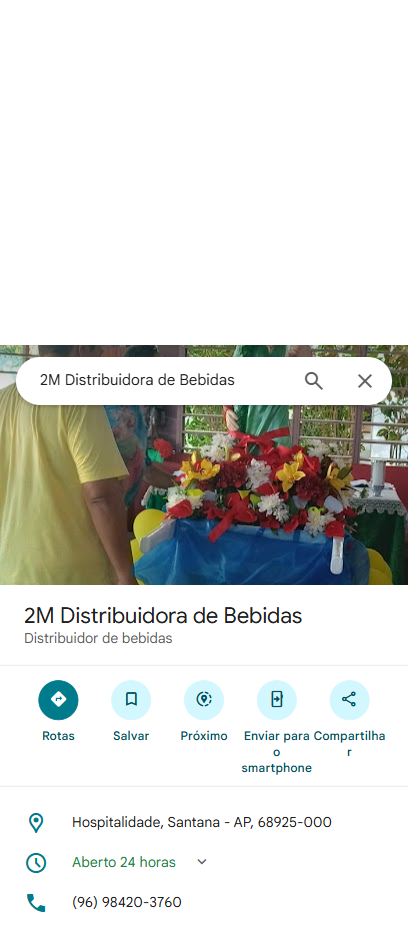 2M Distribuidora de Bebidas
2M Distribuidora de Bebidas
Distribuidor de bebidas
Rotas
Salvar
Próximo
Enviar para
o
smartphone
Compartilha
r
Hospitalidade, Santana - AP, 68925-000
Aberto 24 horas
(96) 98420-3760